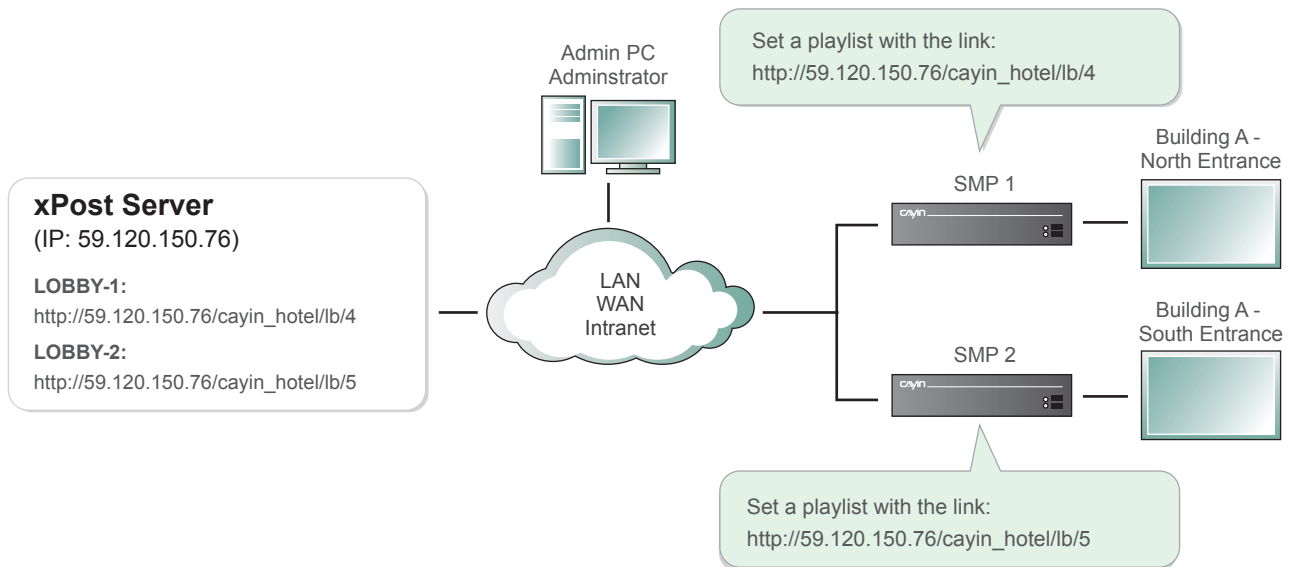 xPost Server
(IP: 59.120.150.76)
LOBBY-1:
http://59.120.150.76/cayin_hotel/lb/4
LOBBY-2:
http://59.120.150.76/cayin_hotel/lb/5
Admin PC
Adminstrator
LAN
WAN
Intranet
Set a playlist with the link:
http://59.120.150.76/cayin_hotel/lb/4
SMP 1
CAYIN
Building A -
North Entrance
SMP 2
CAYIN
Building A -
South Entrance
Set a playlist with the link:
http://59.120.150.76/cayin_hotel/lb/5